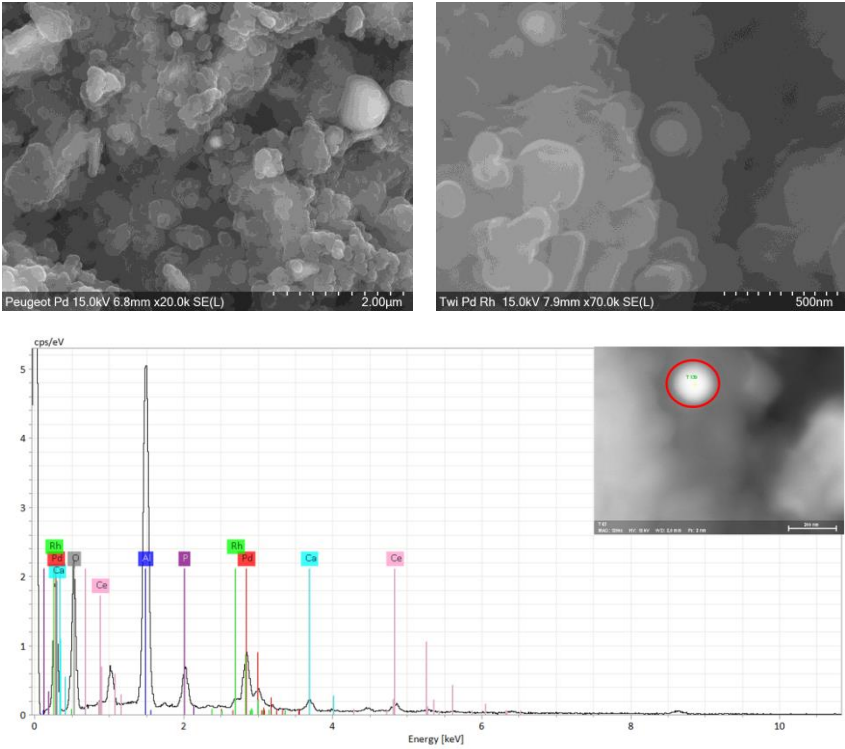 Peugeot Pd 15.0kV 6.8mm x20.0k SE(L) 2.00µm
Twi Pd Rh 15.0kV 7.9mm x70.0k SE(L) 500nm
cps/eV
5
4
3
2
1
0
Rh
Pd
O
Ca
Ce
Al
P
Rh
Pd
Ca
Ce
0 2 4 6 8 10
Energy [keV]